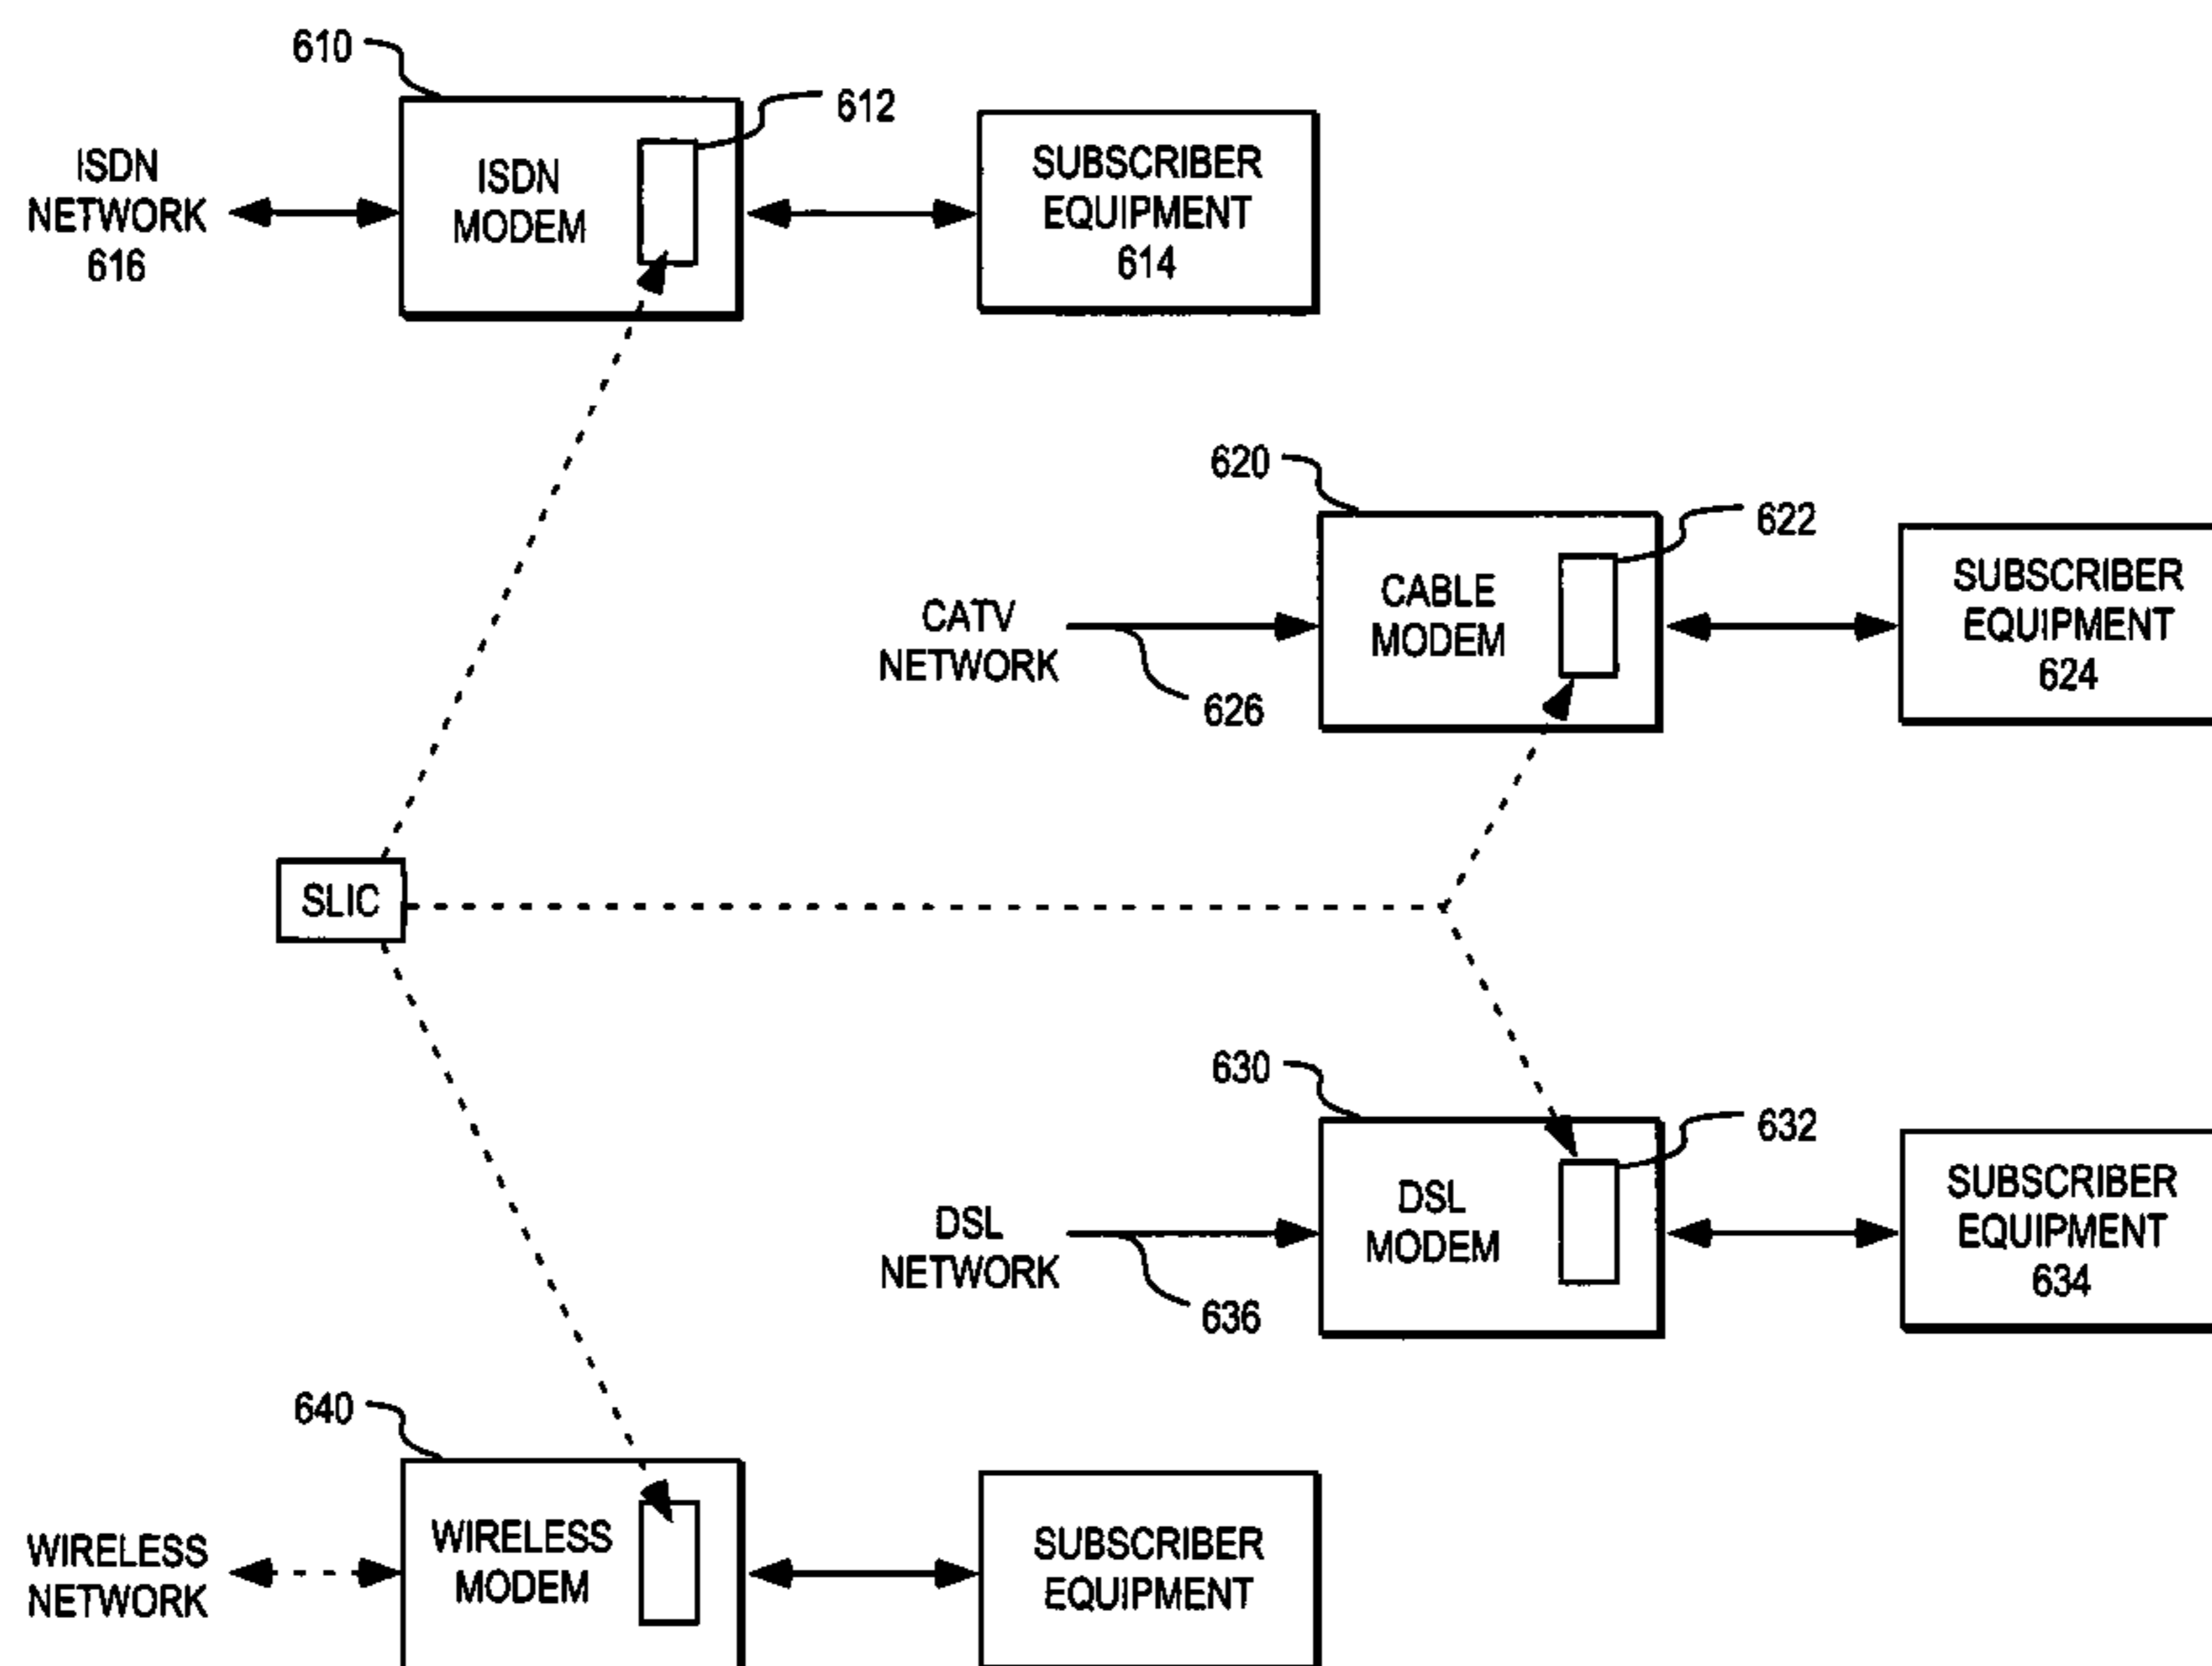 610
612
ISDN
NETWORK
616
ISDN
MODEM
SUBSCRIBER
EQUIPMENT
614
620
622
CATV
NETWORK
626
CABLE
MODEM
SUBSCRIBER
EQUIPMENT
624
SLIC
630
632
DSL
NETWORK
636
DSL
MODEM
SUBSCRIBER
EQUIPMENT
634
640
WIRELESS
NETWORK
WIRELESS
MODEM
SUBSCRIBER
EQUIPMENT